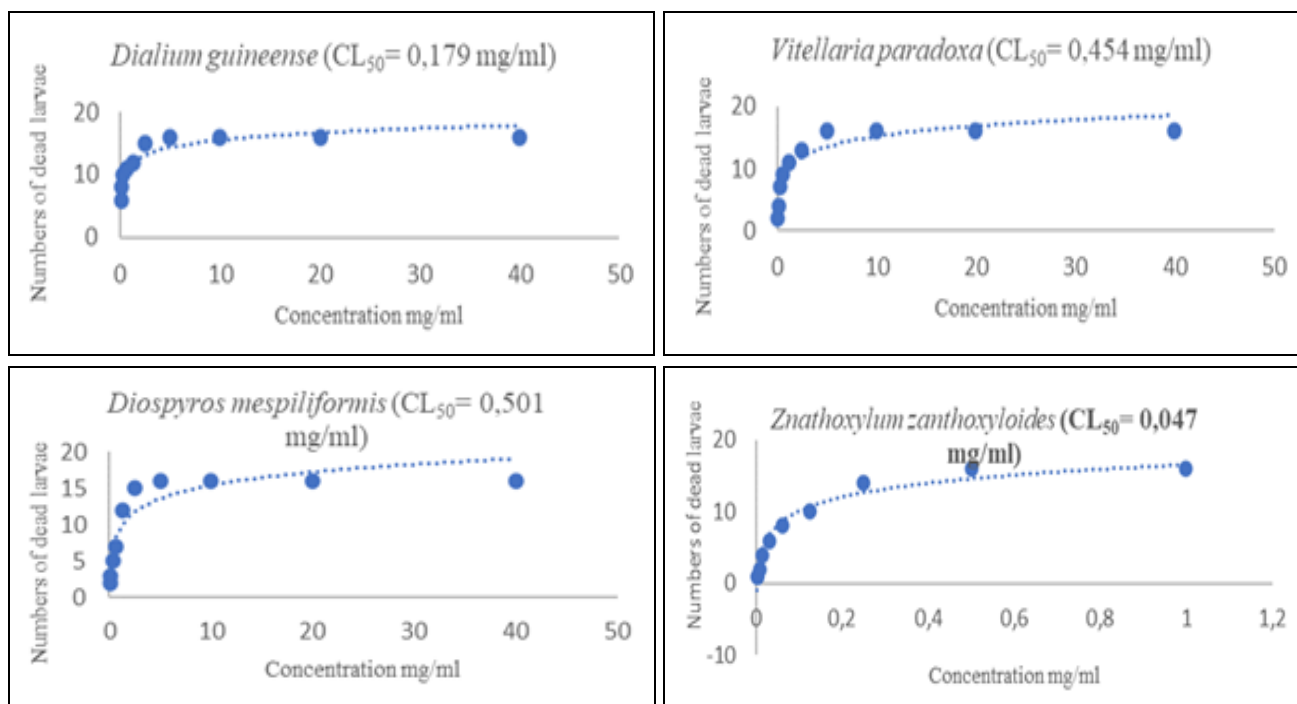 Dialium guineense (CL₅₀= 0,179 mg/ml)
Numbers of dead larvae
20
10
0
0 10 20 30 40 50
Concentration mg/ml
Vitellaria paradoxa (CL₅₀= 0,454 mg/ml)
Numbers of dead larvae
20
10
0
0 10 20 30 40 50
Concentration mg/ml
Diospyros mespiliformis (CL₅₀= 0,501
mg/ml)
Numbers of dead larvae
20
15
10
5
0
0 10 20 30 40 50
Concentration mg/ml
Znathoxylum zanthoxyloides (CL₅₀= 0,047
mg/ml)
Numbers of dead larvae
20
10
0
-10
0 0,2 0,4 0,6 0,8 1 1,2
Concentration mg/ml